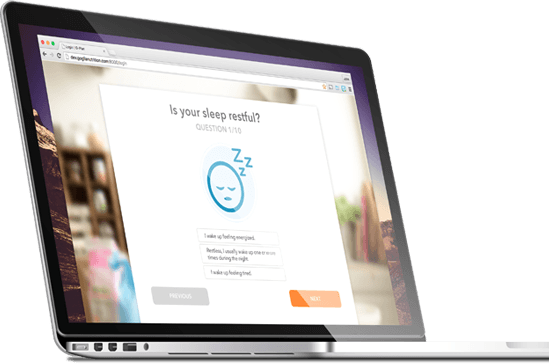 Is your sleep restful?
QUESTION 1/10
Z Z Z
I wake up feeling energized.
Restless, I usually wake up one or more
times during the night.
I wake up feeling tired.
PREVIOUS
NEXT